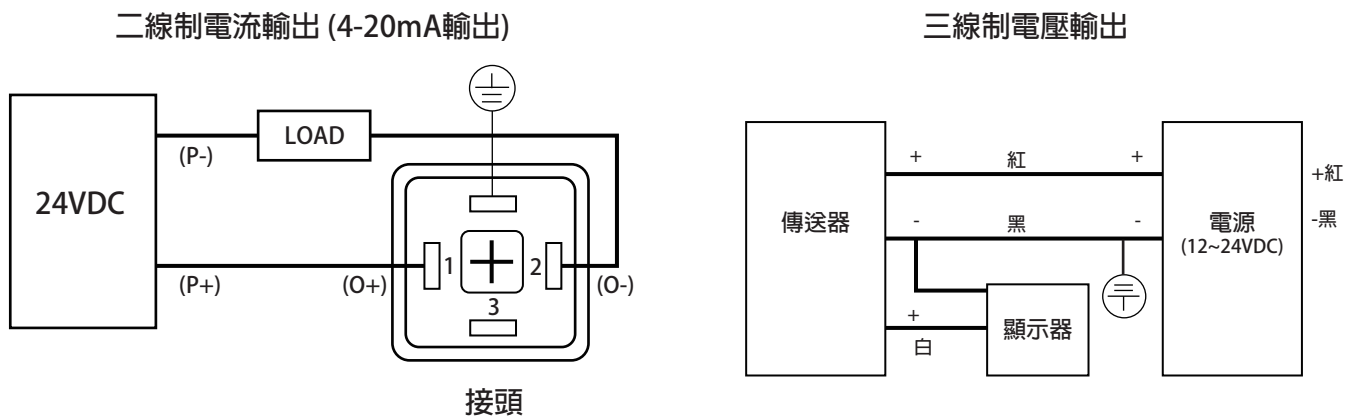 二線制電流輸出 (4-20mA輸出)
24VDC
(P-)
LOAD
(P+)
(O+)
1
2
3
(O-)
接頭
三線制電壓輸出
傳送器
+
紅
+
-
黑
-
+
白
顯示器
電源
(12~24VDC)
+紅
-黑